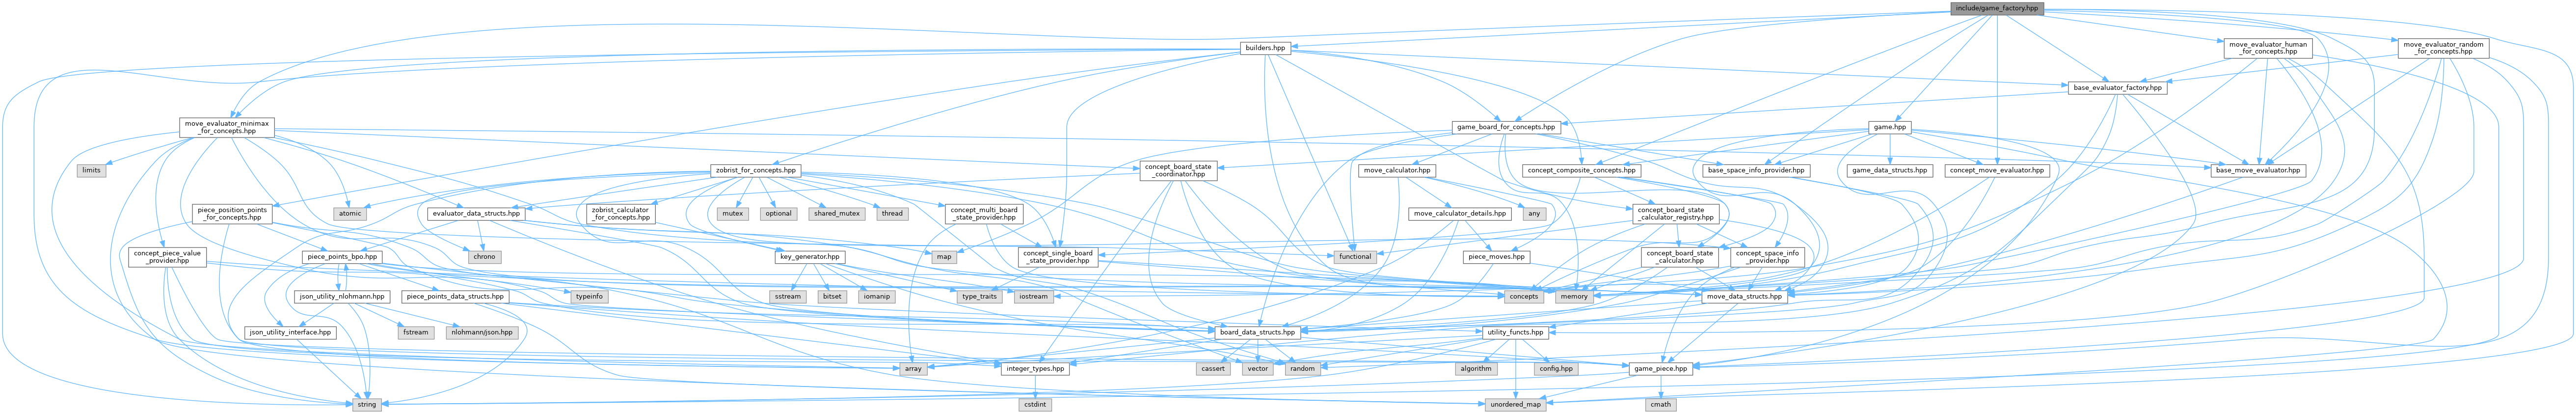 include/game_factory.hpp
builders.hpp
move_evaluator_human
_for_concepts.hpp
move_evaluator_random
_for_concepts.hpp
base_evaluator_factory.hpp
move_evaluator_minimax
_for_concepts.hpp
game_board_for_concepts.hpp
game.hpp
limits
zobrist_for_concepts.hpp
concept_board_state
_coordinator.hpp
move_calculator.hpp
concept_composite_concepts.hpp
base_space_info_provider.hpp
game_data_structs.hpp
concept_move_evaluator.hpp
base_move_evaluator.hpp
piece_position_points
_for_concepts.hpp
atomic
evaluator_data_structs.hpp
zobrist_calculator
_for_concepts.hpp
mutex
optional
shared_mutex
thread
concept_multi_board
_state_provider.hpp
move_calculator_details.hpp
any
concept_board_state
_calculator_registry.hpp
concept_piece_value
_provider.hpp
piece_points_bpo.hpp
chrono
key_generator.hpp
map
concept_single_board
_state_provider.hpp
functional
piece_moves.hpp
concept_board_state
_calculator.hpp
concept_space_info
_provider.hpp
json_utility_nlohmann.hpp
piece_points_data_structs.hpp
typeinfo
sstream
bitset
iomanip
type_traits
iostream
concepts
memory
move_data_structs.hpp
json_utility_interface.hpp
fstream
nlohmann/json.hpp
board_data_structs.hpp
utility_functs.hpp
array
integer_types.hpp
cassert
vector
random
algorithm
config.hpp
game_piece.hpp
string
cstdint
unordered_map
cmath